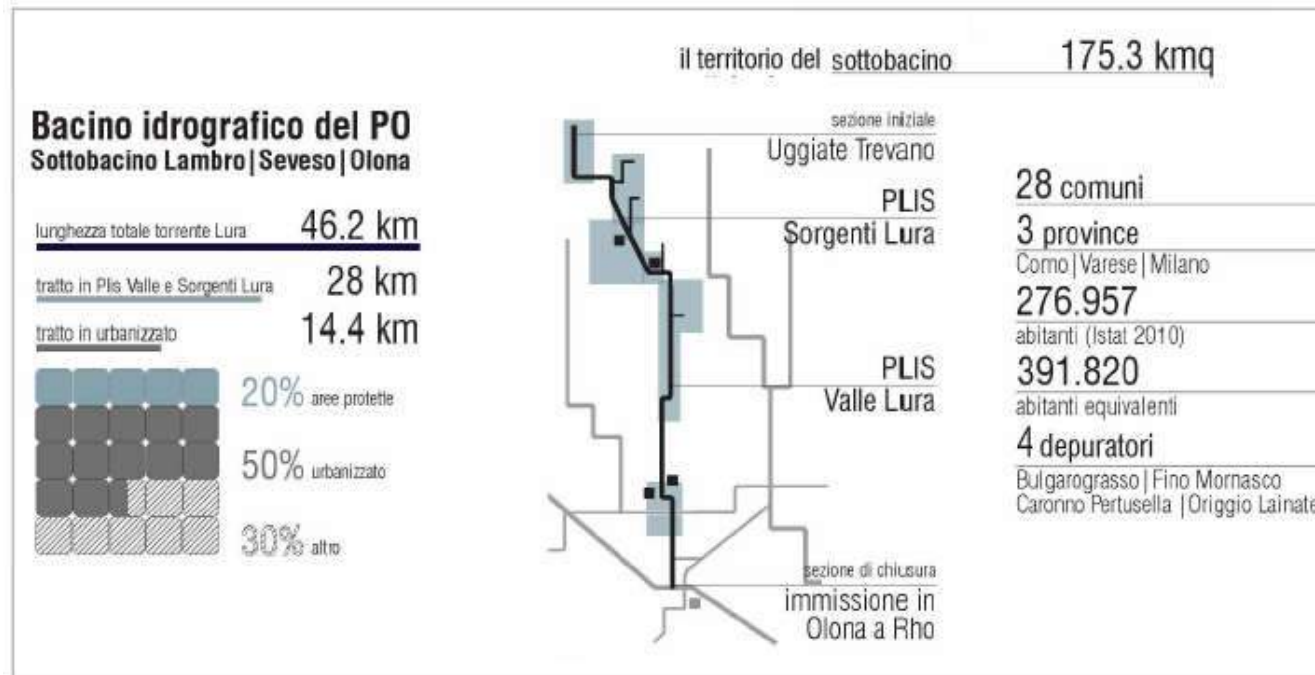 il territorio del sottobacino 175.3 kmq
Bacino idrografico del PO
Sottobacino Lambro|Seveso|Olona
lunghezza totale torrente Lura 46.2 km
tratto in Plis Valle e Sorgenti Lura 28 km
tratto in urbanizzato 14.4 km
20% aree protette
50% urbanizzato
30% altro
sezione iniziale
Uggiate Trevano
PLIS
Sorgenti Lura
PLIS
Valle Lura
sezione di chiusura
immissione in
Olona a Rho
28 comuni
3 province
Como|Varese|Milano
276.957
abitanti (Istat 2010)
391.820
abitanti equivalenti
4 depuratori
Bulgarograsso|Fino Mornasco
Caronno Pertusella |Origgio Lainate